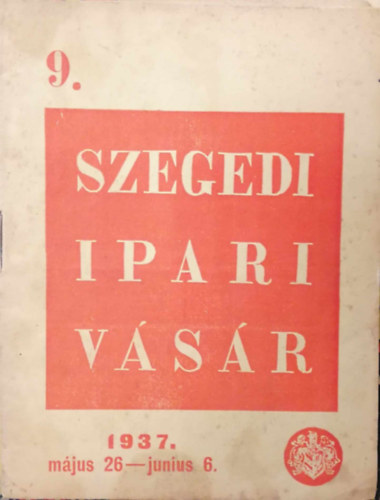 9.
SZEGEDI
IPARI
VÁSÁR
1937.
május 26—junius 6.